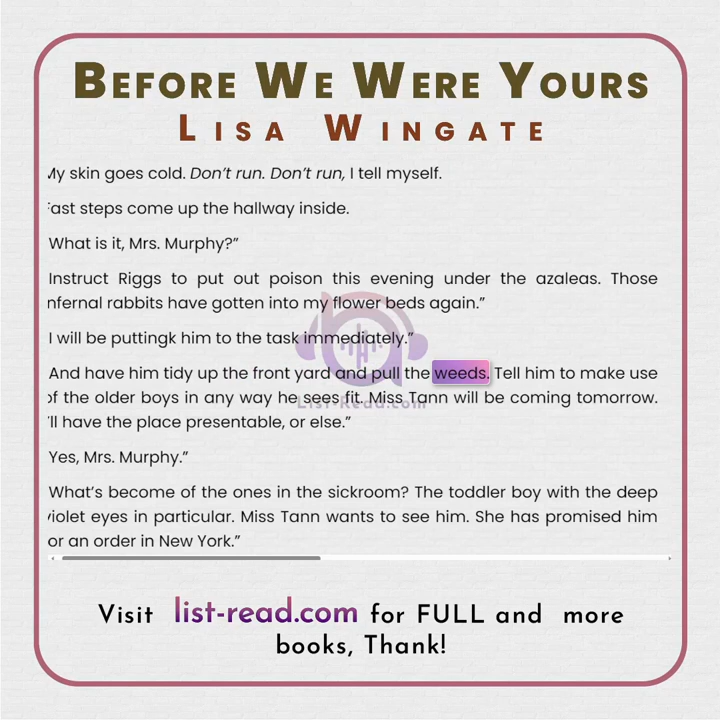 BEFORE WE WERE YOURS
LISA WINGATE
My skin goes cold. Don't run. Don't run, I tell myself.
Fast steps come up the hallway inside.
What is it, Mrs. Murphy?”
Instruct Riggs to put out poison this evening under the azaleas. Those
nfernal rabbits have gotten into my flower beds again.”
I will be puttingk him to the task immediately.”
And have him tidy up the front yard and pull the weeds. Tell him to make use
of the older boys in any way he sees fit. Miss Tann will be coming tomorrow.
'll have the place presentable, or else.”
Yes, Mrs. Murphy.”
What's become of the ones in the sickroom? The toddler boy with the deep
violet eyes in particular. Miss Tann wants to see him. She has promised him
or an order in New York.”
List-Read.com
Visit list-read.com for FULL and more
books, Thank!